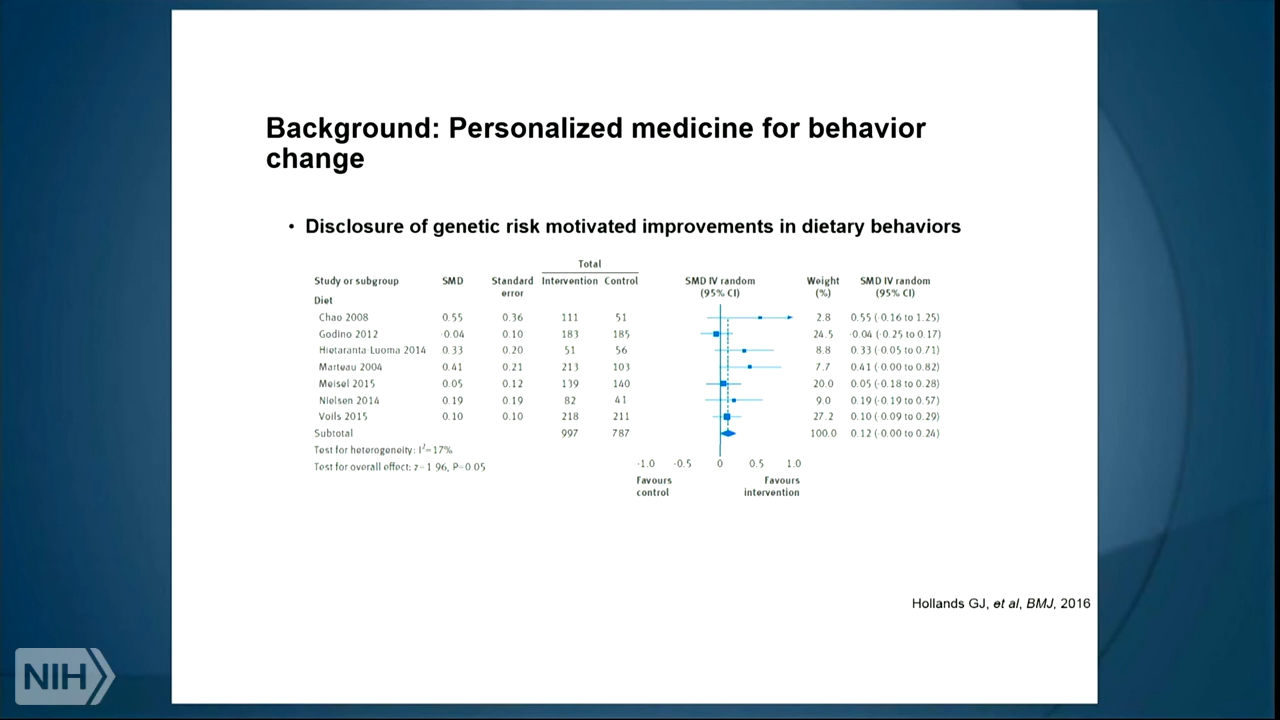 Background: Personalized medicine for behavior
change
• Disclosure of genetic risk motivated improvements in dietary behaviors
Total
Study or subgroup SMD Standard error Intervention Control SMD IV random (95% CI) Weight (%) SMD IV random (95% CI)
Diet
Chao 2008 0.55 0.36 111 51 2.8 0.55 (-0.16 to 1.25)
Godino 2012 -0.04 0.10 183 185 24.5 -0.04 (-0.25 to 0.17)
Hietaranta-Luoma 2014 0.33 0.20 51 56 8.8 0.33 (-0.05 to 0.71)
Marteau 2004 0.41 0.21 213 103 7.7 0.41 (-0.00 to 0.82)
Meisel 2015 0.05 0.12 139 140 20.0 0.05 (-0.18 to 0.28)
Nielsen 2014 0.19 0.19 82 41 9.0 0.19 (-0.19 to 0.57)
Voils 2015 0.10 0.10 218 211 27.2 0.10 (-0.09 to 0.29)
Subtotal 997 787 100.0 0.12 (-0.00 to 0.24)
Test for heterogeneity: I²=17%
Test for overall effect: z=1.96, P=0.05
-1.0 -0.5 0 0.5 1.0
Favours control Favours intervention
Hollands GJ, et al, BMJ, 2016
NIH